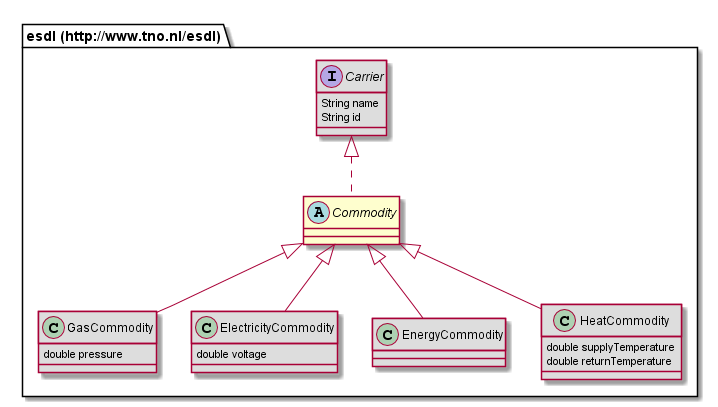 esdl (http://www.tno.nl/esdl)
I Carrier
String name
String id
A Commodity
C GasCommodity
double pressure
C ElectricityCommodity
double voltage
C EnergyCommodity
C HeatCommodity
double supplyTemperature
double returnTemperature